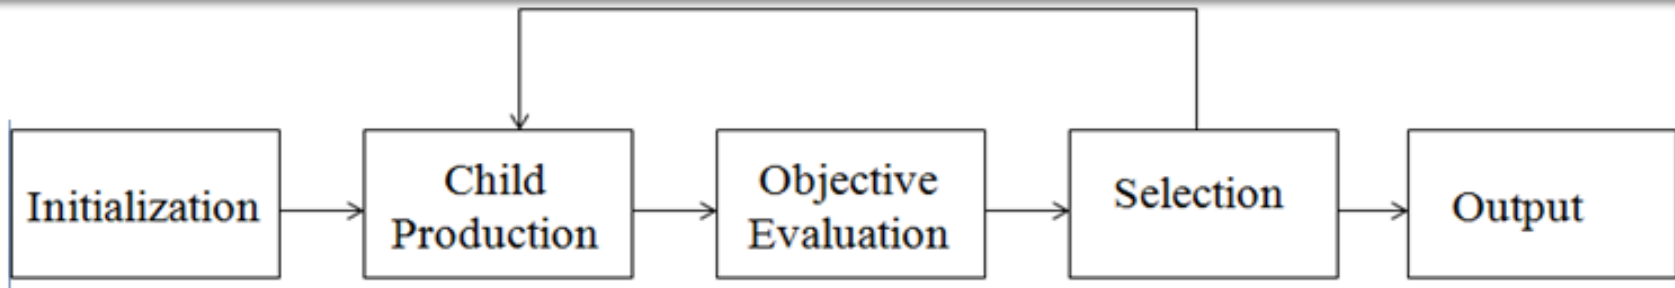 Initialization
Child
Production
Objective
Evaluation
Selection
Output